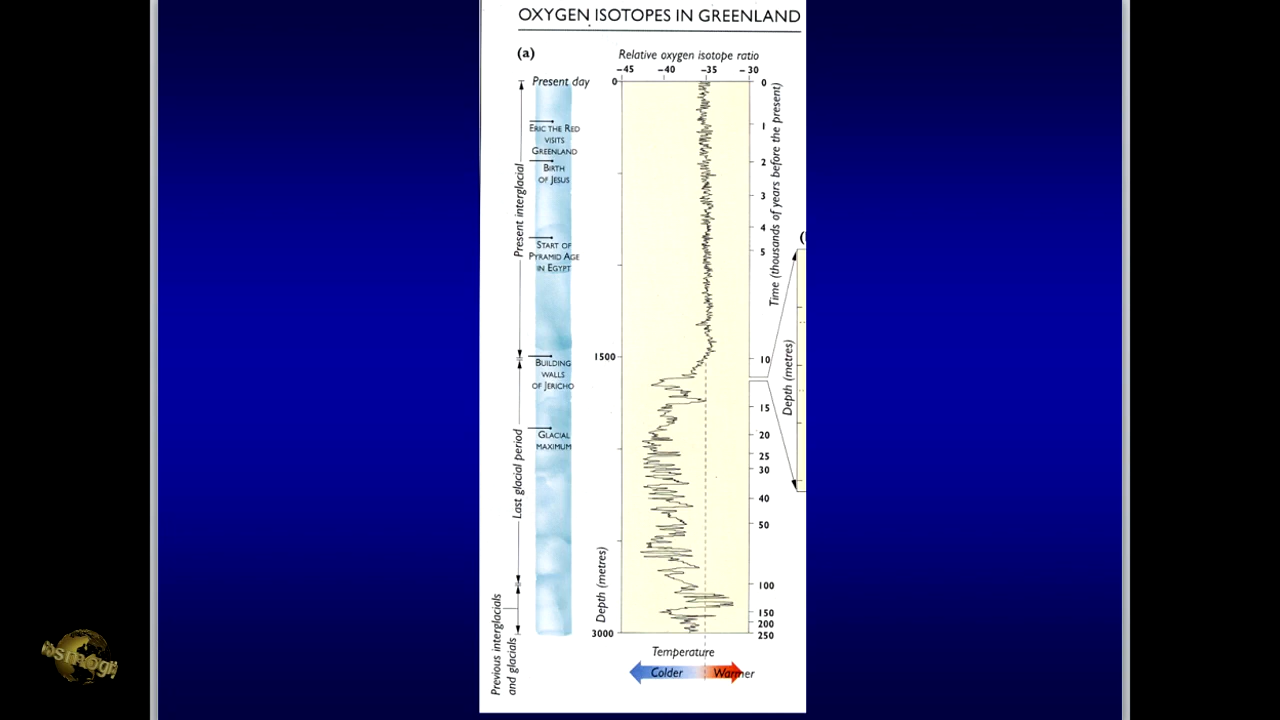 OXYGEN ISOTOPES IN GREENLAND
(a)
Relative oxygen isotope ratio
−45 −40 −35 −30
Present day
0
0
ERIC THE RED
VISITS
GREENLAND
BIRTH
OF JESUS
START OF
PYRAMID AGE
IN EGYPT
BUILDING
WALLS
OF JERICHO
GLACIAL
MAXIMUM
Present interglacial
Last glacial period
Previous interglacials
and glacials
1500
3000
Depth (metres)
1
2
3
4
5
10
15
20
25
30
40
50
100
150
200
250
Time (thousands of years before the present)
Depth (metres)
Temperature
Colder
Warmer